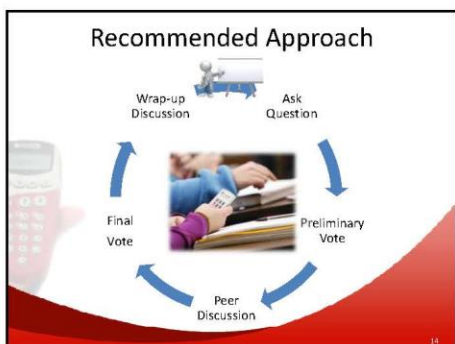 Recommended Approach
Ask
Question
Preliminary
Vote
Peer
Discussion
Final
Vote
Wrap-up
Discussion
14